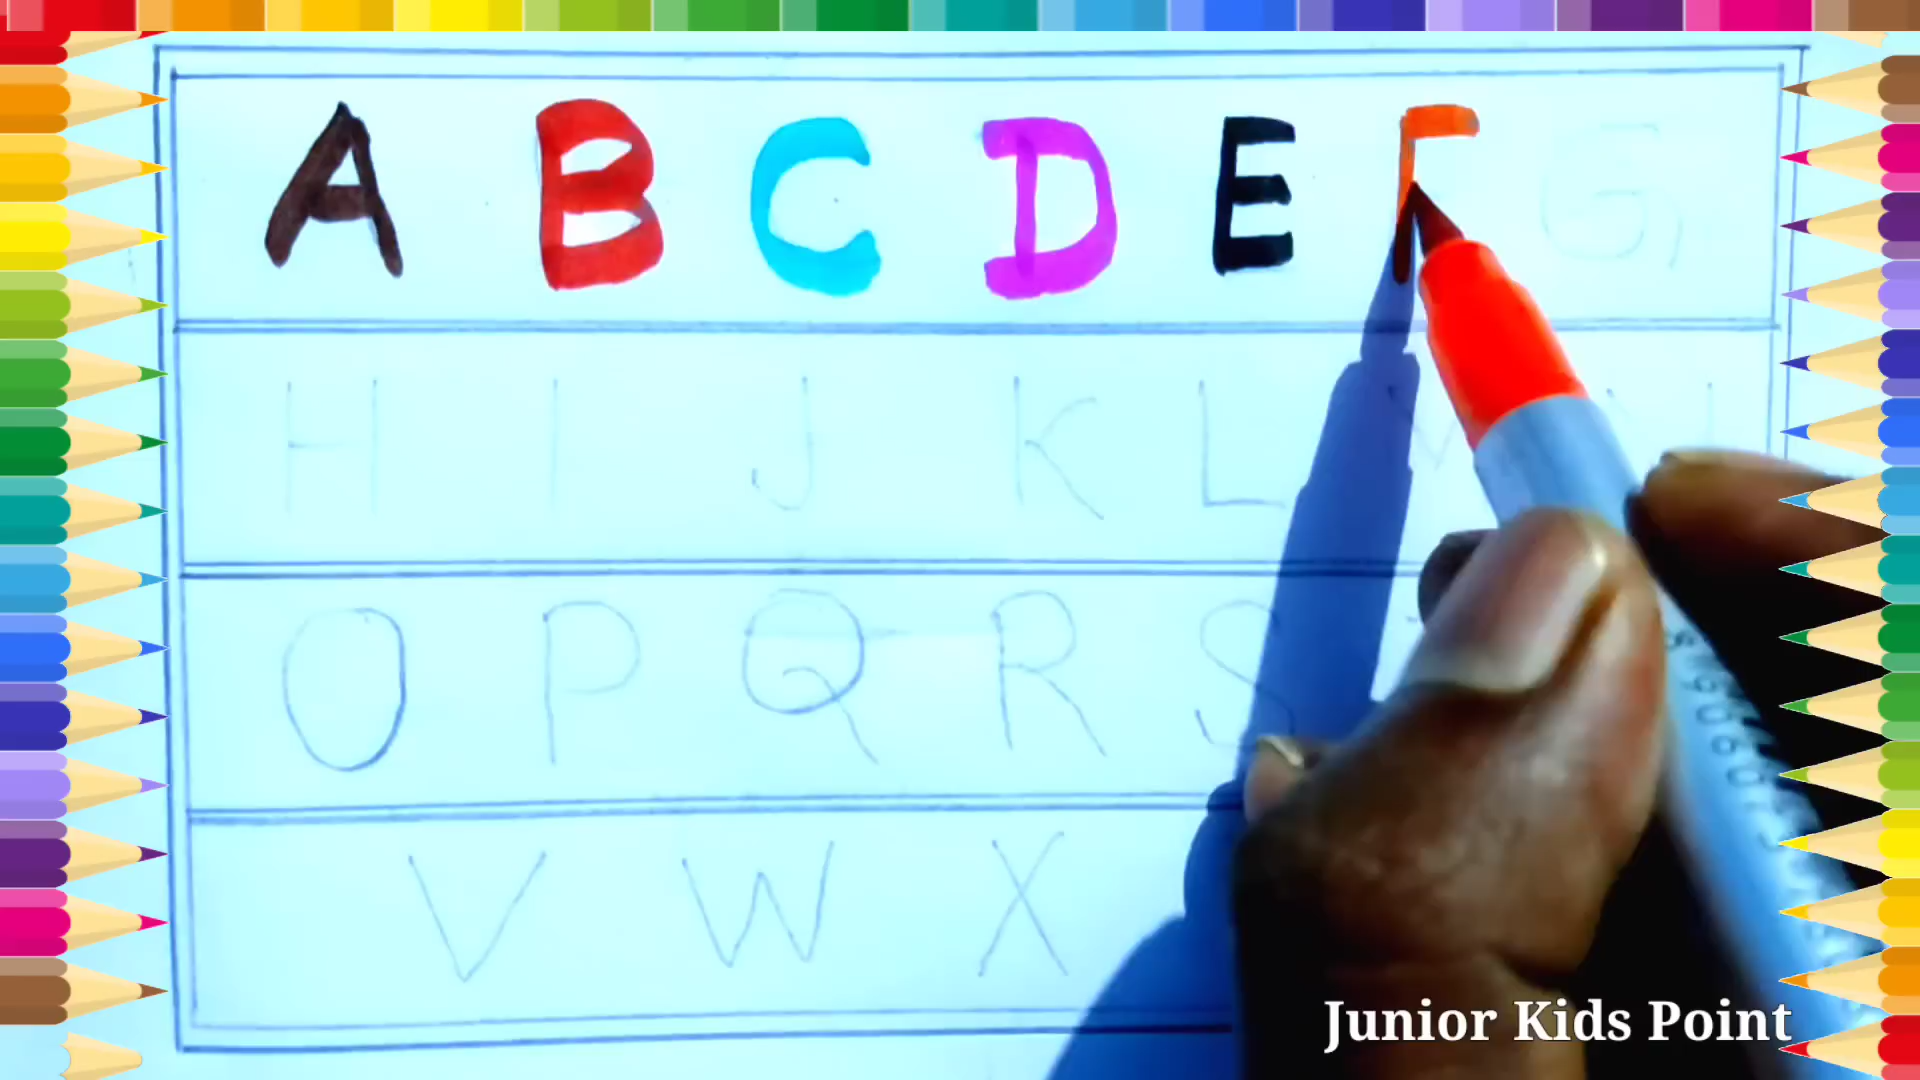 A B C D E F G
H I J K L M N
O P Q R S
V W X
Junior Kids Point